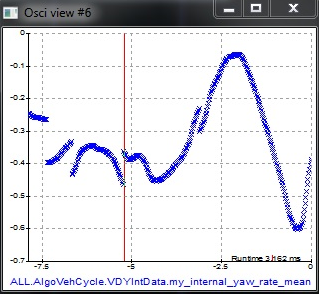 Osci view #6
0
-0.1
-0.2
-0.3
-0.4
-0.5
-0.6
-0.7
-7.5 -5 -2.5 0
Runtime 3.162 ms
ALL.AlgoVehCycle.VDYIntData.my_internal_yaw_rate_mean